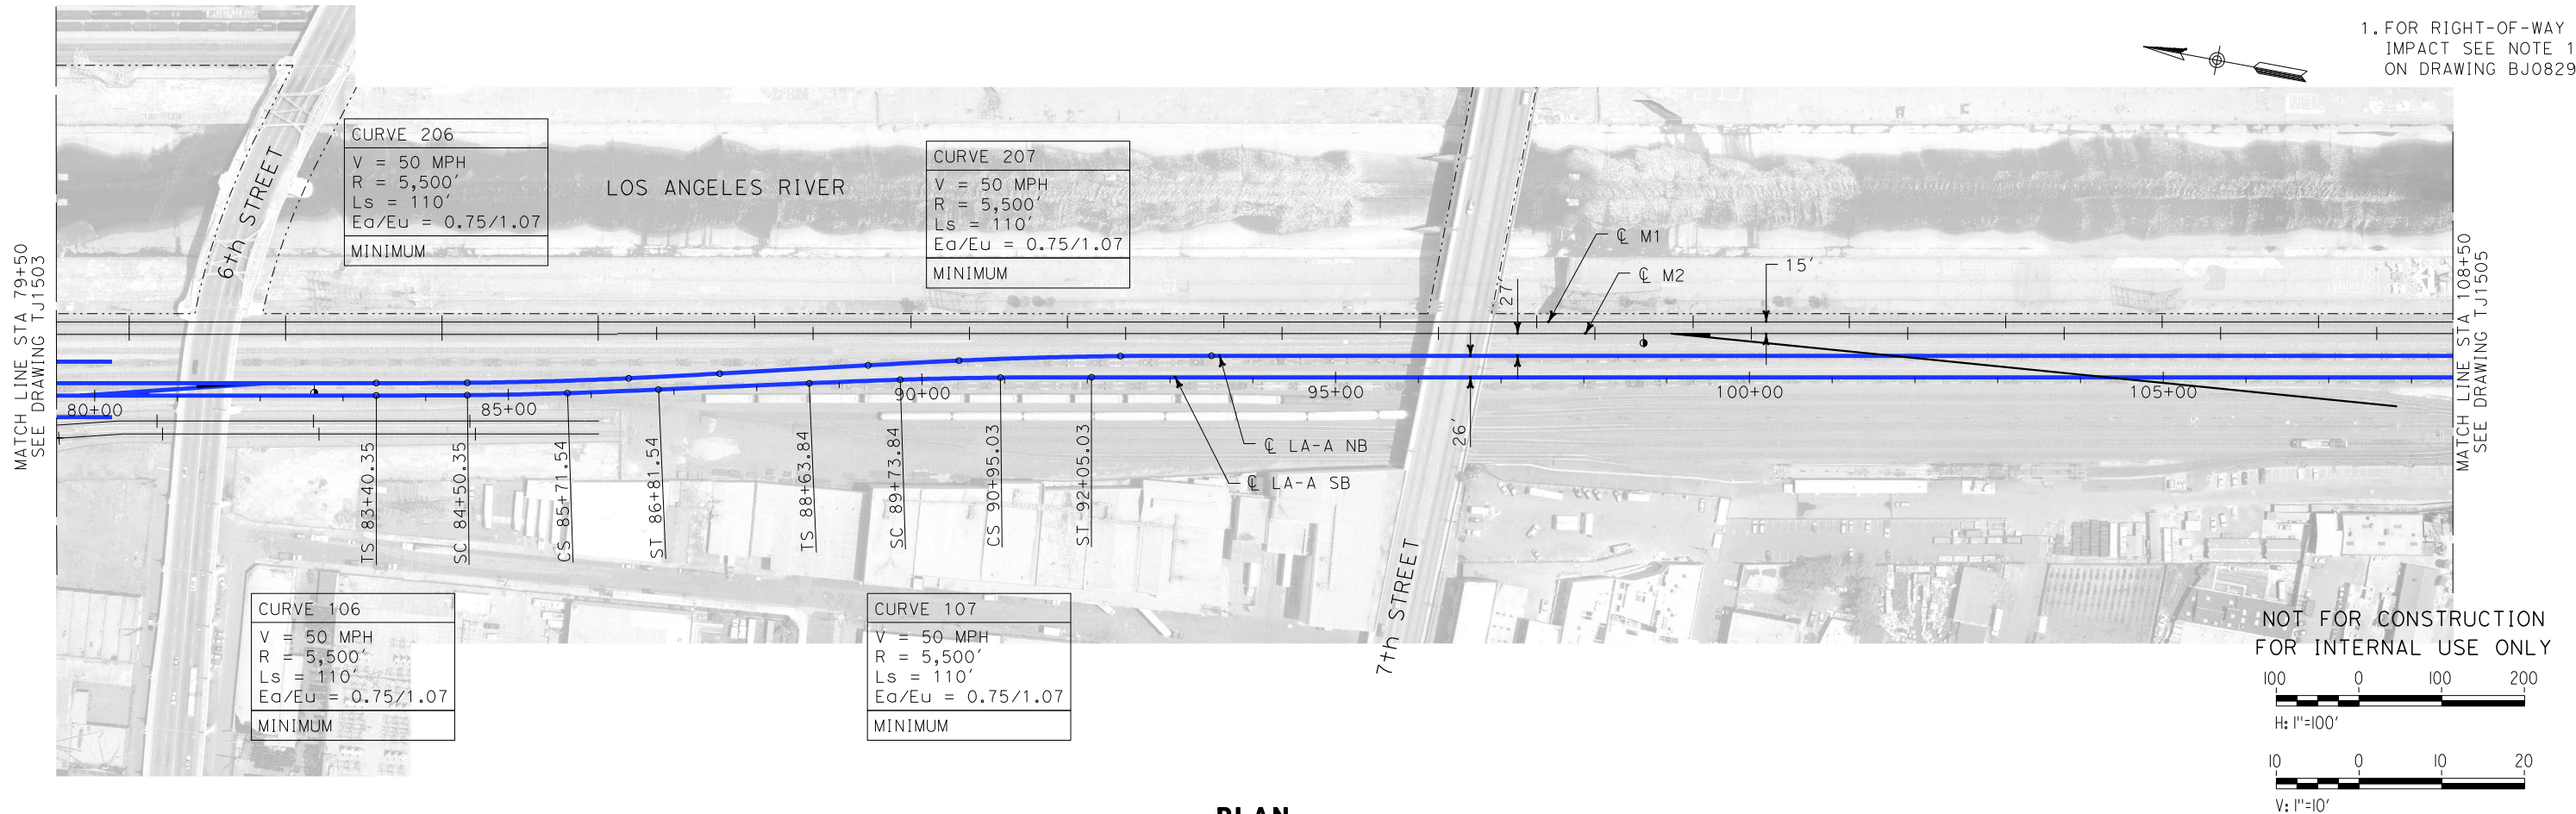 1. FOR RIGHT-OF-WAY
IMPACT SEE NOTE 1
ON DRAWING BJ0829
MATCH LINE STA 79+50
SEE DRAWING TJ1503
6th STREET
CURVE 206
V = 50 MPH
R = 5,500'
Ls = 110'
Ea/Eu = 0.75/1.07
MINIMUM
LOS ANGELES RIVER
CURVE 207
V = 50 MPH
R = 5,500'
Ls = 110'
Ea/Eu = 0.75/1.07
MINIMUM
℄ M1
℄ M2
15'
27'
MATCH LINE STA 108+50
SEE DRAWING TJ1505
80+00
85+00
90+00
95+00
100+00
105+00
26'
℄ LA-A NB
℄ LA-A SB
TS 83+40.35
SC 84+50.35
CS 85+71.54
ST 86+81.54
TS 88+63.84
SC 89+73.84
CS 90+95.03
ST 92+05.03
7th STREET
CURVE 106
V = 50 MPH
R = 5,500'
Ls = 110'
Ea/Eu = 0.75/1.07
MINIMUM
CURVE 107
V = 50 MPH
R = 5,500'
Ls = 110'
Ea/Eu = 0.75/1.07
MINIMUM
NOT FOR CONSTRUCTION
FOR INTERNAL USE ONLY
100 0 100 200
H: 1"=100'
10 0 10 20
V: 1"=10'
PLAN